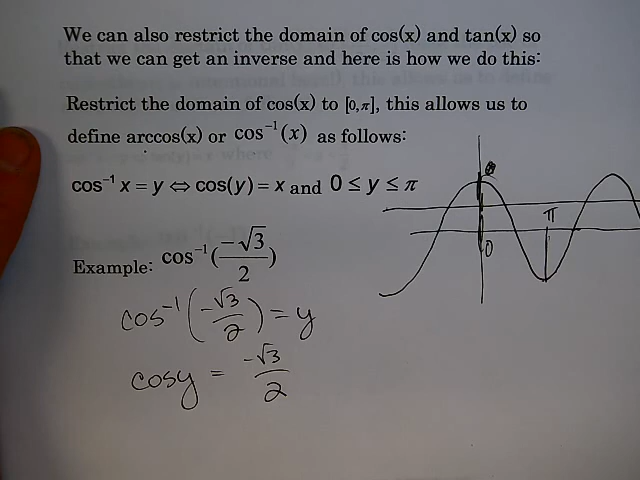 We can also restrict the domain of cos(x) and tan(x) so
that we can get an inverse and here is how we do this:
Restrict the domain of cos(x) to [0,π], this allows us to
define arccos(x) or cos⁻¹(x) as follows:
cos⁻¹ x = y ⇔ cos(y) = x and 0 ≤ y ≤ π
Example: cos⁻¹(-√3/2)
cos⁻¹(-√3/2) = y
cosy = -√3/2
π
0